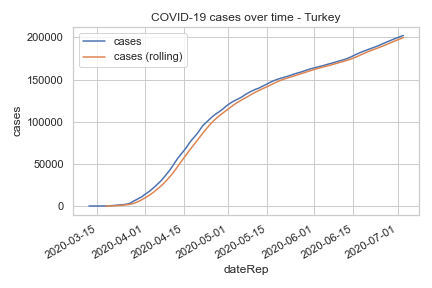 COVID-19 cases over time - Turkey
cases
cases (rolling)
200000
150000
100000
50000
0
cases
2020-03-15
2020-04-01
2020-04-15
2020-05-01
2020-05-15
2020-06-01
2020-06-15
2020-07-01
dateRep